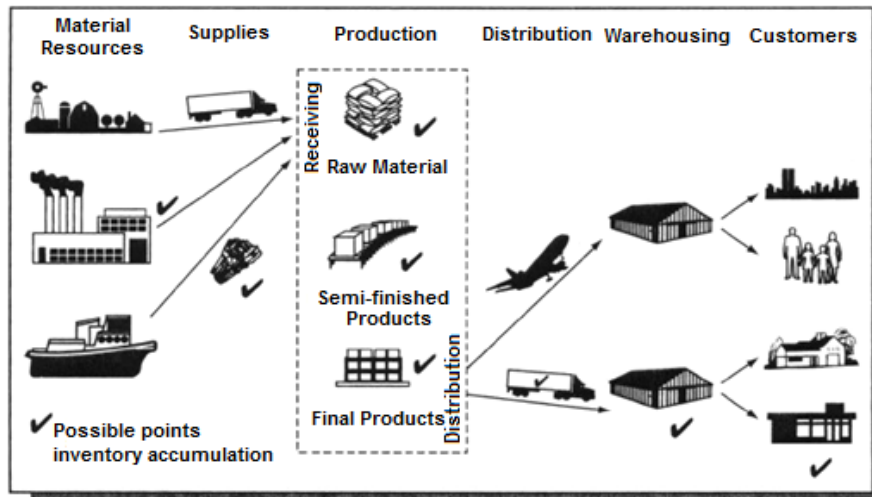 Material
Resources
Supplies
Production
Distribution
Warehousing
Customers
Receiving
Raw Material
Semi-finished
Products
Final Products
Distribution
Possible points
inventory accumulation